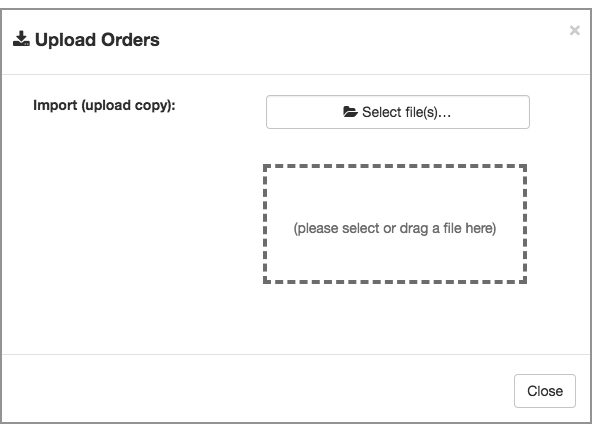 Upload Orders
×
Import (upload copy):
Select file(s)...
(please select or drag a file here)
Close